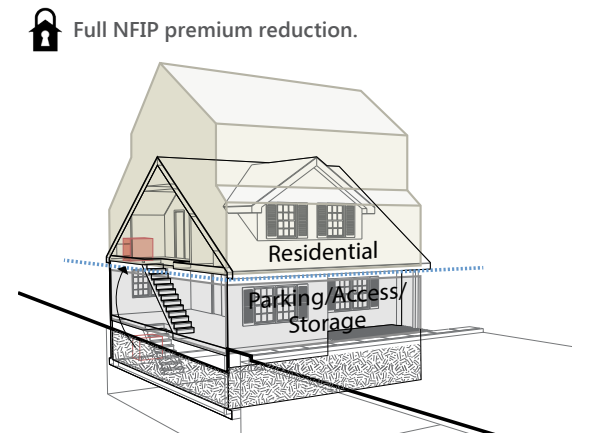 Full NFIP premium reduction.
Residential
Parking/Access/
Storage